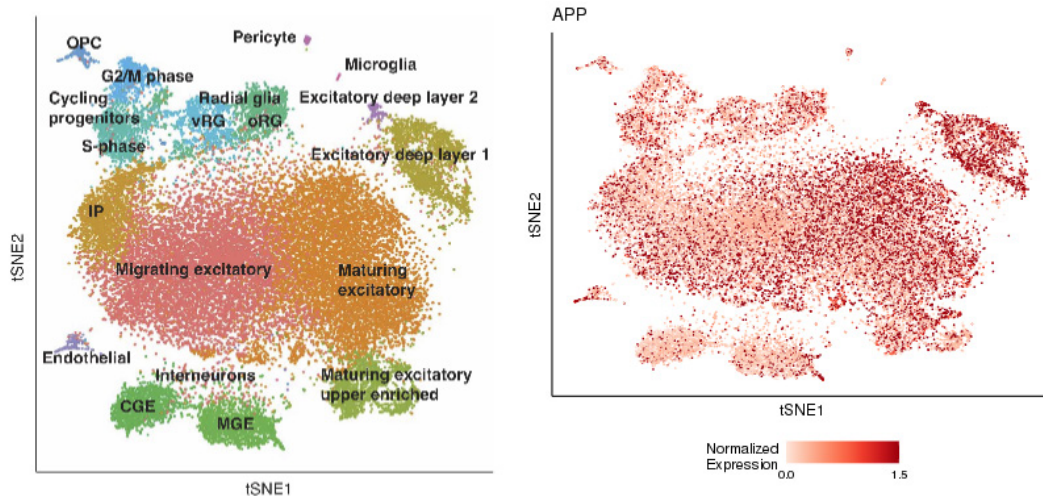 OPC
Pericyte
G2/M phase
Microglia
Cycling
progenitors
Radial glia
vRG
oRG
Excitatory deep layer 2
S-phase
Excitatory deep layer 1
IP
Migrating excitatory
Maturing
excitatory
Endothelial
Interneurons
Maturing excitatory
upper enriched
CGE
MGE
tSNE2
tSNE1
APP
tSNE2
tSNE1
Normalized
Expression
0.0
1.5